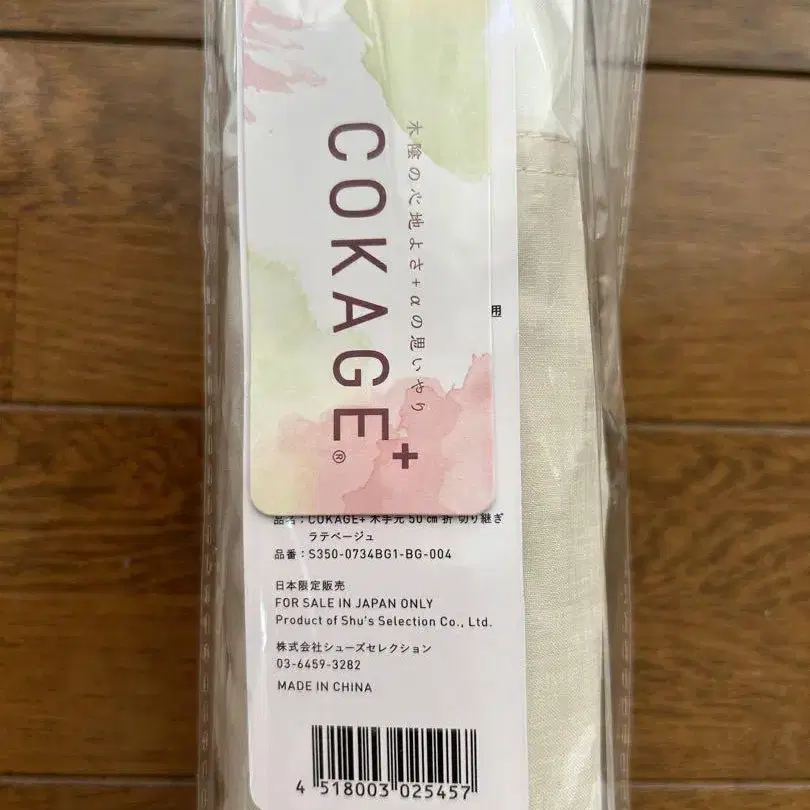 木陰の心地よさ+αの思いやり
COKAGE+®
用
品名：COKAGE+ 木手元 50㎝ 折 切り継ぎ
ラテベージュ
品番：S350-0734BG1-BG-004
日本限定販売
FOR SALE IN JAPAN ONLY
Product of Shu's Selection Co., Ltd.
株式会社シューズセレクション
03-6459-3282
MADE IN CHINA
4 518003 025457